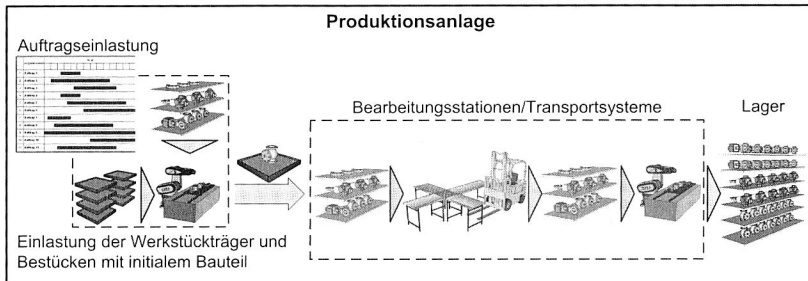 Produktionsanlage
Auftragseinlastung
Bearbeitungsstationen/Transportsysteme
Lager
Einlastung der Werkstückträger und
Bestücken mit initialem Bauteil